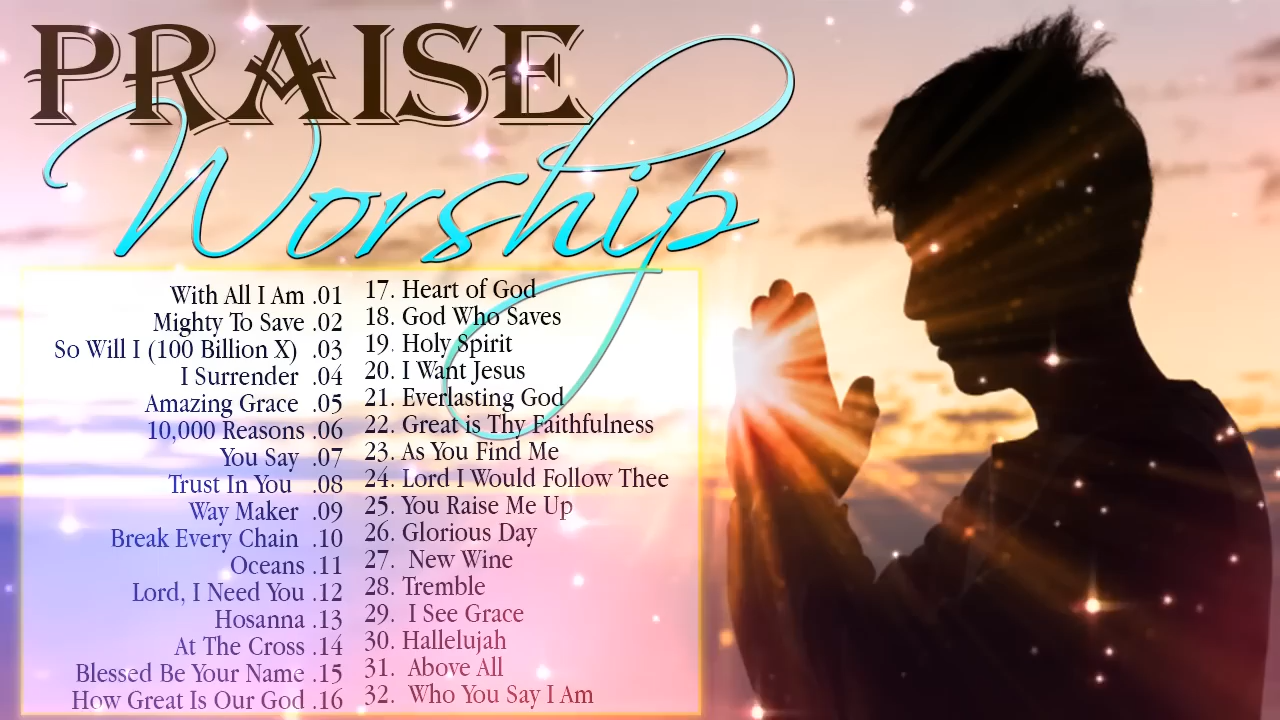 PRAISE
Worship
With All I Am .01
Mighty To Save .02
So Will I (100 Billion X) .03
I Surrender .04
Amazing Grace .05
10,000 Reasons .06
You Say .07
Trust In You .08
Way Maker .09
Break Every Chain .10
Oceans .11
Lord, I Need You .12
Hosanna .13
At The Cross .14
Blessed Be Your Name .15
How Great Is Our God .16
17. Heart of God
18. God Who Saves
19. Holy Spirit
20. I Want Jesus
21. Everlasting God
22. Great is Thy Faithfulness
23. As You Find Me
24. Lord I Would Follow Thee
25. You Raise Me Up
26. Glorious Day
27. New Wine
28. Tremble
29. I See Grace
30. Hallelujah
31. Above All
32. Who You Say I Am